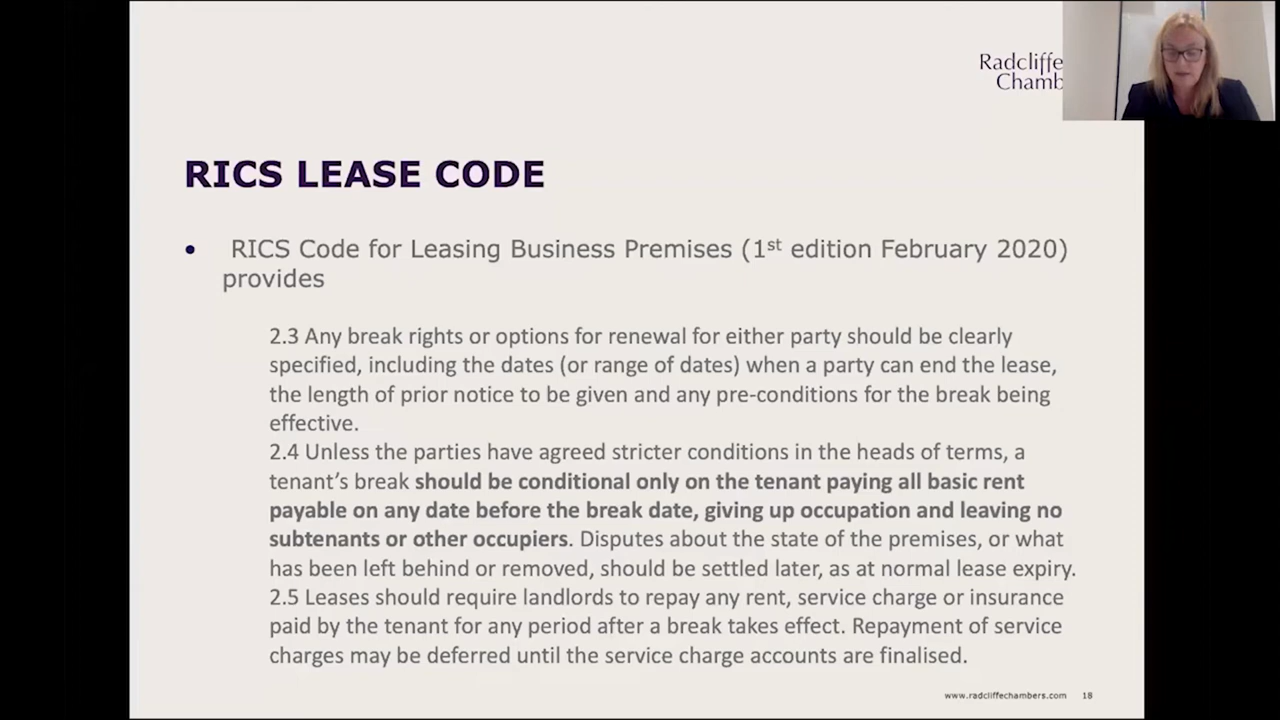 Radcliffe
Chamb
RICS LEASE CODE
• RICS Code for Leasing Business Premises (1st edition February 2020)
provides
2.3 Any break rights or options for renewal for either party should be clearly
specified, including the dates (or range of dates) when a party can end the lease,
the length of prior notice to be given and any pre-conditions for the break being
effective.
2.4 Unless the parties have agreed stricter conditions in the heads of terms, a
tenant’s break should be conditional only on the tenant paying all basic rent
payable on any date before the break date, giving up occupation and leaving no
subtenants or other occupiers. Disputes about the state of the premises, or what
has been left behind or removed, should be settled later, as at normal lease expiry.
2.5 Leases should require landlords to repay any rent, service charge or insurance
paid by the tenant for any period after a break takes effect. Repayment of service
charges may be deferred until the service charge accounts are finalised.
www.radcliffechambers.com 18